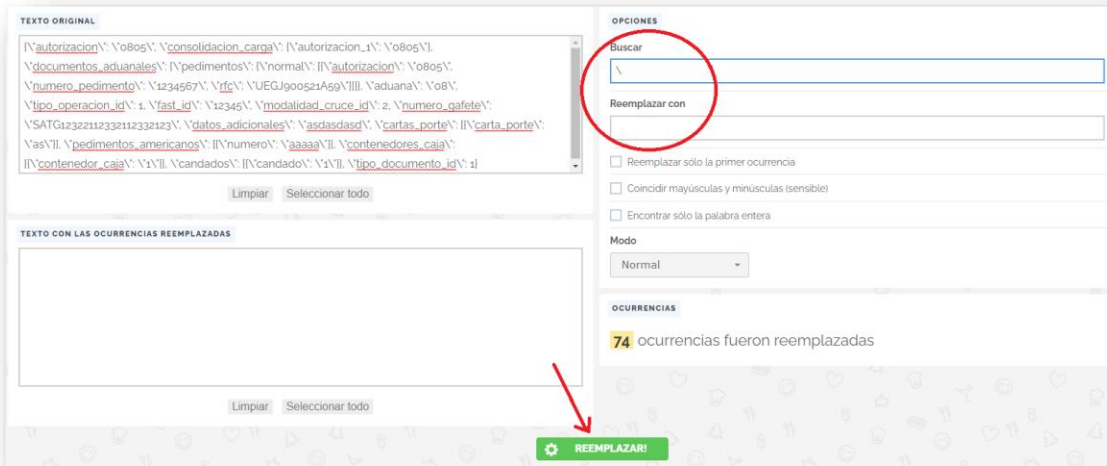 TEXTO ORIGINAL
{\"autorizacion\": \"0805\", \"consolidacion_carga\": {\"autorizacion_1\": \"0805\"},
\"documentos_aduanales\": {\"pedimentos\": {\"normal\": [{\"autorizacion\": \"0805\",
\"numero_pedimento\": \"1234567\", \"rfc\": \"UEGJ900521A59\"}]}}, \"aduana\": \"08\",
\"tipo_operacion_id\": 1, \"fast_id\": \"12345\", \"modalidad_cruce_id\": 2, \"numero_gafete\":
\"SATG12322112332112332123\", \"datos_adicionales\": \"asdasdasd\", \"cartas_porte\": [{\"carta_porte\":
\"as\"}], \"pedimentos_americanos\": [{\"numero\": \"aaaaa\"}], \"contenedores_caja\":
[{\"contenedor_caja\": \"1\"}], \"candados\": [{\"candado\": \"1\"}], \"tipo_documento_id\": 1}
Limpiar Seleccionar todo
TEXTO CON LAS OCURRENCIAS REEMPLAZADAS
Limpiar Seleccionar todo
REEMPLAZAR!
OPCIONES
Buscar
\
Reemplazar con
Reemplazar sólo la primer ocurrencia
Coincidir mayúsculas y minúsculas (sensible)
Encontrar sólo la palabra entera
Modo
Normal
OCURRENCIAS
74 ocurrencias fueron reemplazadas